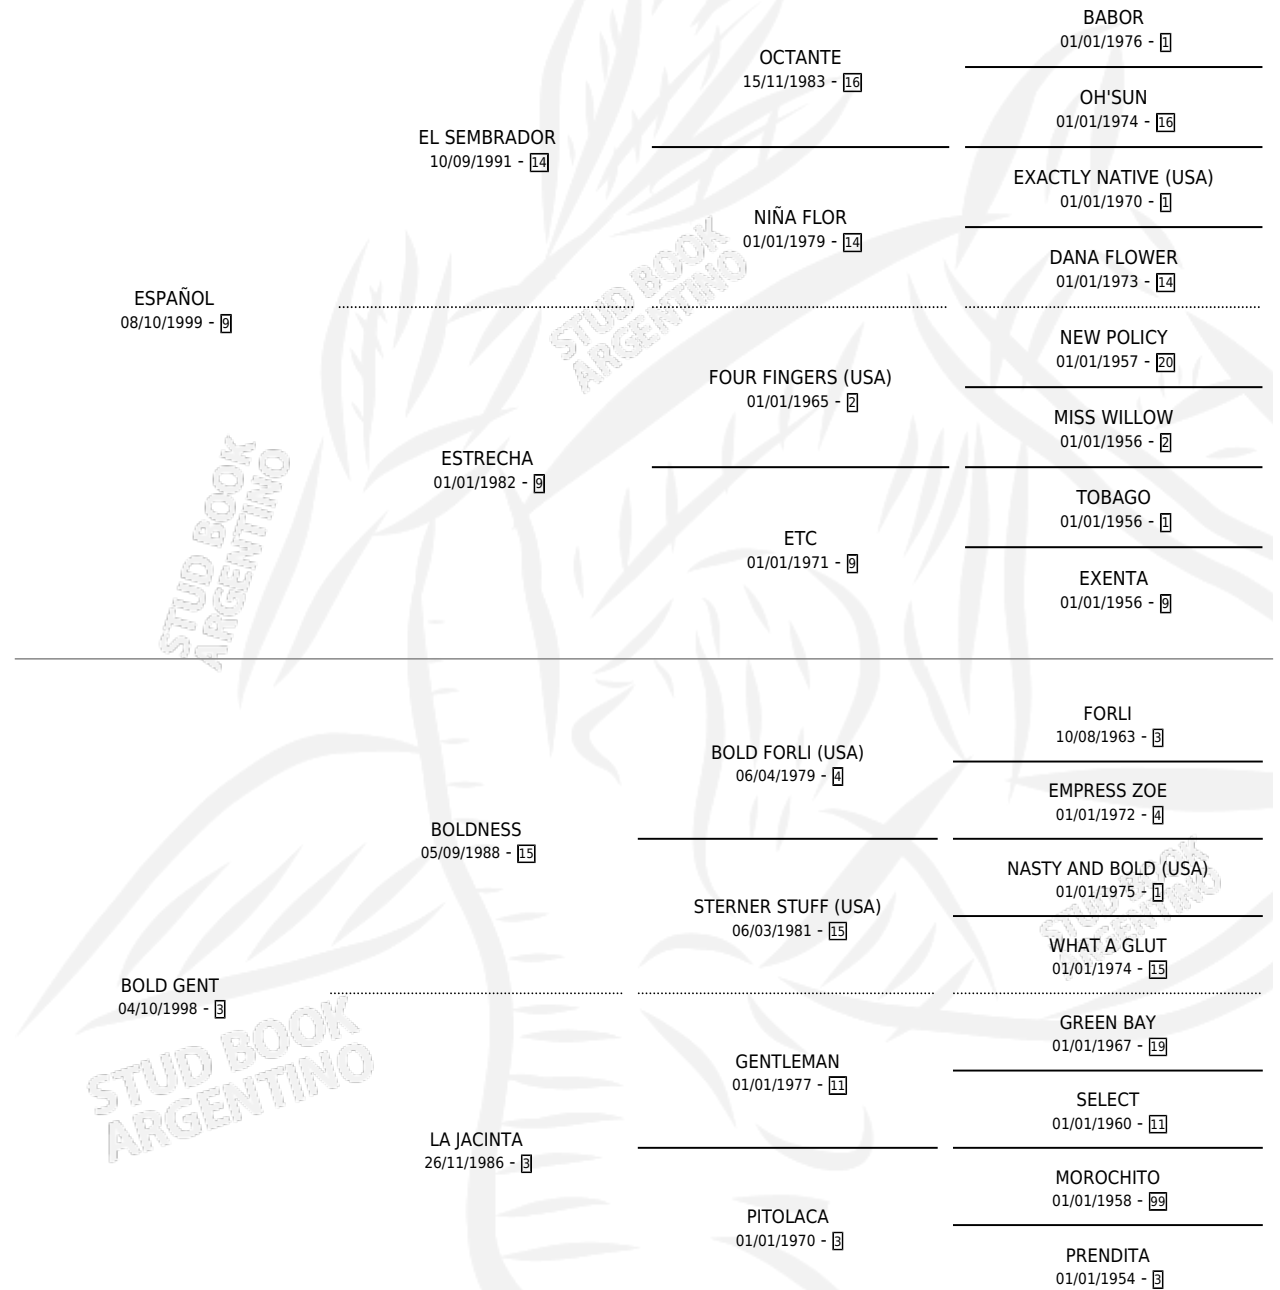 BABOR
01/01/1976 - 1
OCTANTE
15/11/1983 - 16
OH'SUN
01/01/1974 - 16
EL SEMBRADOR
10/09/1991 - 14
EXACTLY NATIVE (USA)
01/01/1970 - 1
NIÑA FLOR
01/01/1979 - 14
DANA FLOWER
01/01/1973 - 14
ESPAÑOL
08/10/1999 - 9
NEW POLICY
01/01/1957 - 20
FOUR FINGERS (USA)
01/01/1965 - 2
MISS WILLOW
01/01/1956 - 2
ESTRECHA
01/01/1982 - 9
TOBAGO
01/01/1956 - 1
ETC
01/01/1971 - 9
EXENTA
01/01/1956 - 9
STUD BOOK
ARGENTINO
STUD BOOK
ARGENTINO
FORLI
10/08/1963 - 3
BOLD FORLI (USA)
06/04/1979 - 4
EMPRESS ZOE
01/01/1972 - 4
BOLDNESS
05/09/1988 - 15
NASTY AND BOLD (USA)
01/01/1975 - 1
STERNER STUFF (USA)
06/03/1981 - 15
WHAT A GLUT
01/01/1974 - 15
STUD BOOK
ARGENTINO
BOLD GENT
04/10/1998 - 3
GREEN BAY
01/01/1967 - 19
GENTLEMAN
01/01/1977 - 11
SELECT
01/01/1960 - 11
STUD BOOK
ARGENTINO
LA JACINTA
26/11/1986 - 3
MOROCHITO
01/01/1958 - 99
PITOLACA
01/01/1970 - 3
PRENDITA
01/01/1954 - 3